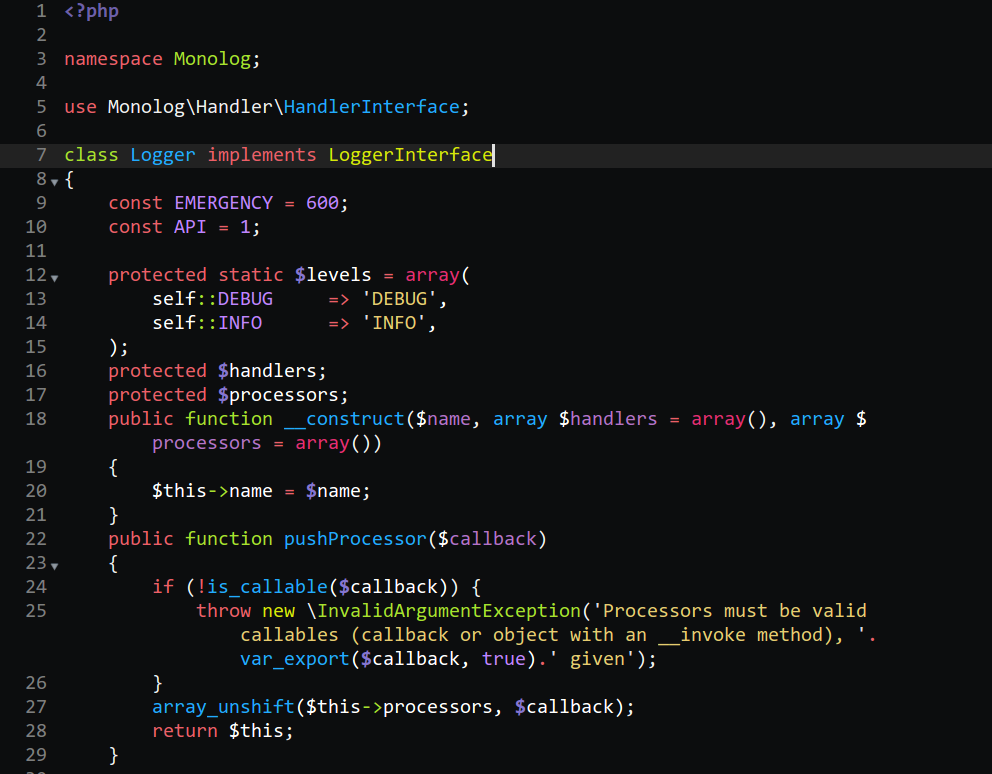 1 <?php
2
3 namespace Monolog;
4
5 use Monolog\Handler\HandlerInterface;
6
7 class Logger implements LoggerInterface
8 {
9     const EMERGENCY = 600;
10     const API = 1;
11
12     protected static $levels = array(
13         self::DEBUG     => 'DEBUG',
14         self::INFO      => 'INFO',
15     );
16     protected $handlers;
17     protected $processors;
18     public function __construct($name, array $handlers = array(), array $
        processors = array())
19     {
20         $this->name = $name;
21     }
22     public function pushProcessor($callback)
23     {
24         if (!is_callable($callback)) {
25             throw new \InvalidArgumentException('Processors must be valid
                callables (callback or object with an __invoke method), '.
                var_export($callback, true).' given');
26         }
27         array_unshift($this->processors, $callback);
28         return $this;
29     }